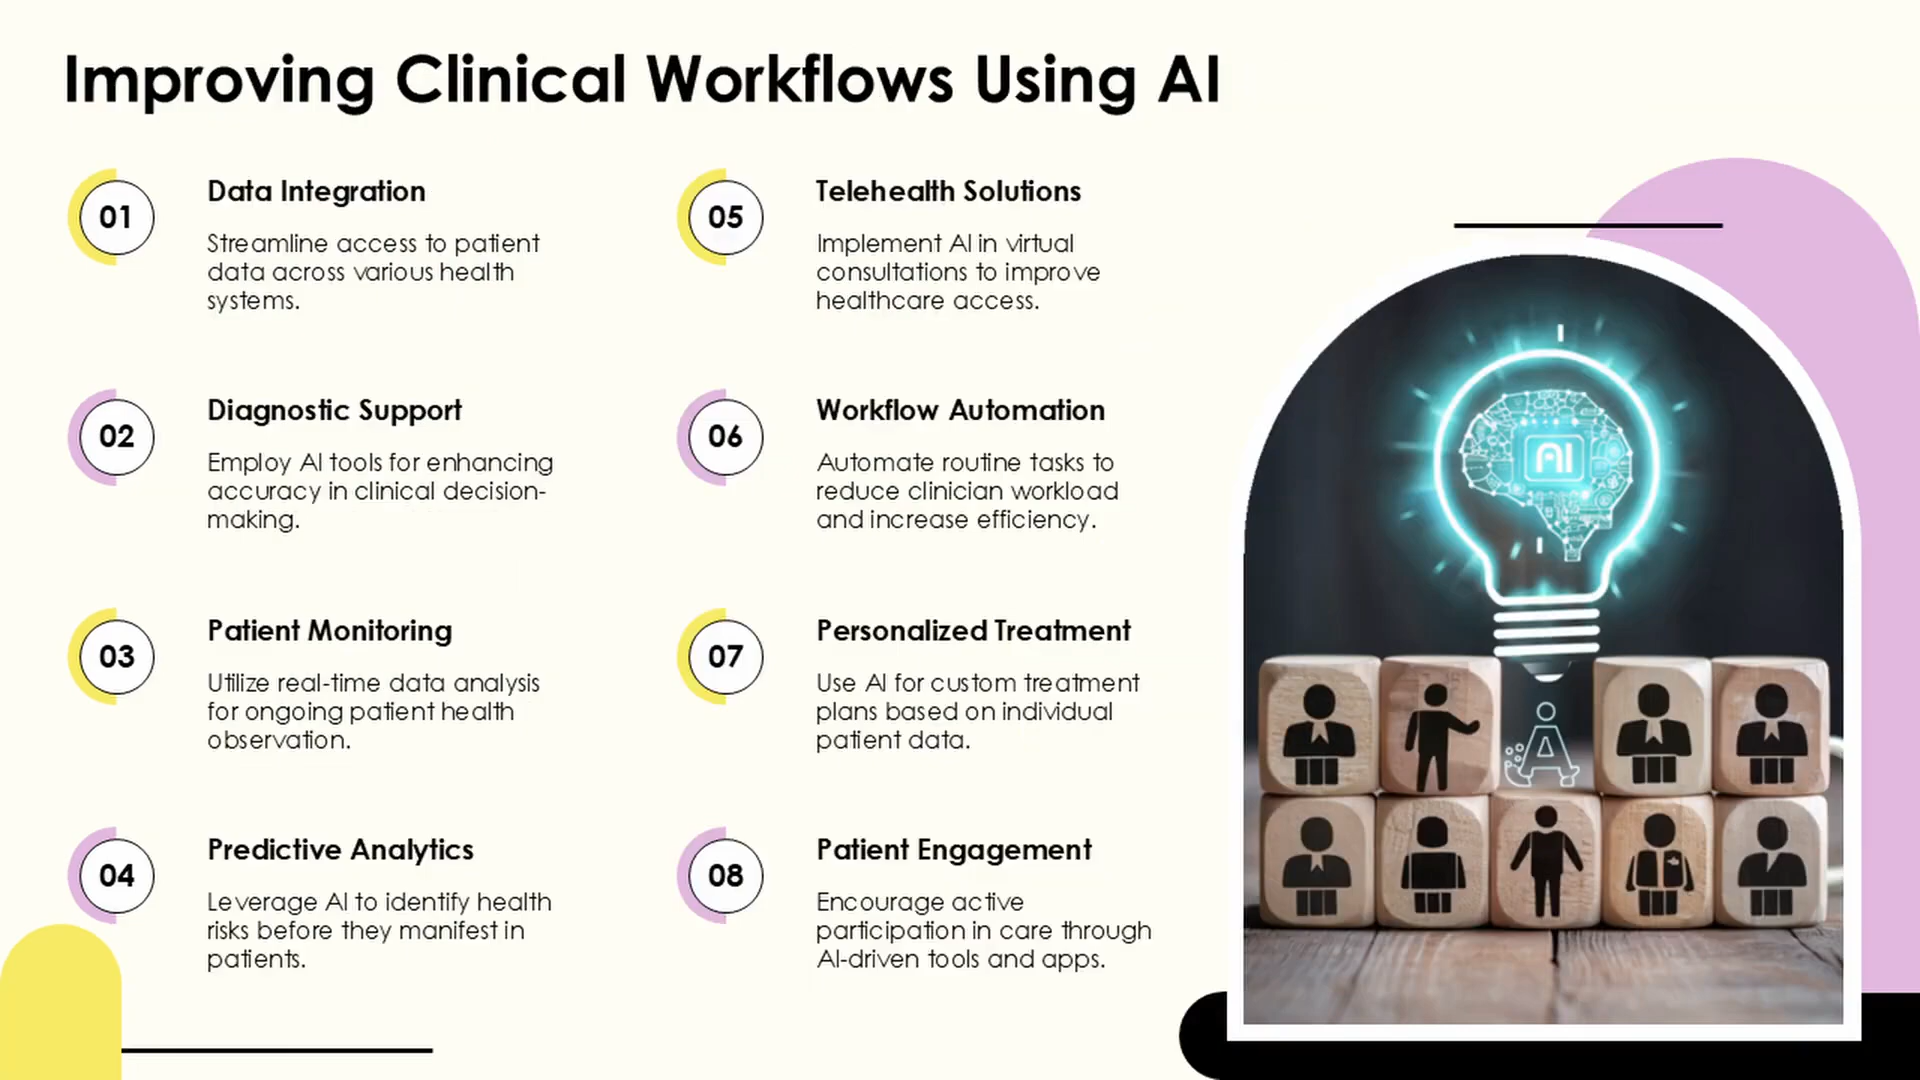 Improving Clinical Workflows Using AI
01
Data Integration
Streamline access to patient
data across various health
systems.
02
Diagnostic Support
Employ AI tools for enhancing
accuracy in clinical decision-
making.
03
Patient Monitoring
Utilize real-time data analysis
for ongoing patient health
observation.
04
Predictive Analytics
Leverage AI to identify health
risks before they manifest in
patients.
05
Telehealth Solutions
Implement AI in virtual
consultations to improve
healthcare access.
06
Workflow Automation
Automate routine tasks to
reduce clinician workload
and increase efficiency.
07
Personalized Treatment
Use AI for custom treatment
plans based on individual
patient data.
08
Patient Engagement
Encourage active
participation in care through
AI-driven tools and apps.
AI